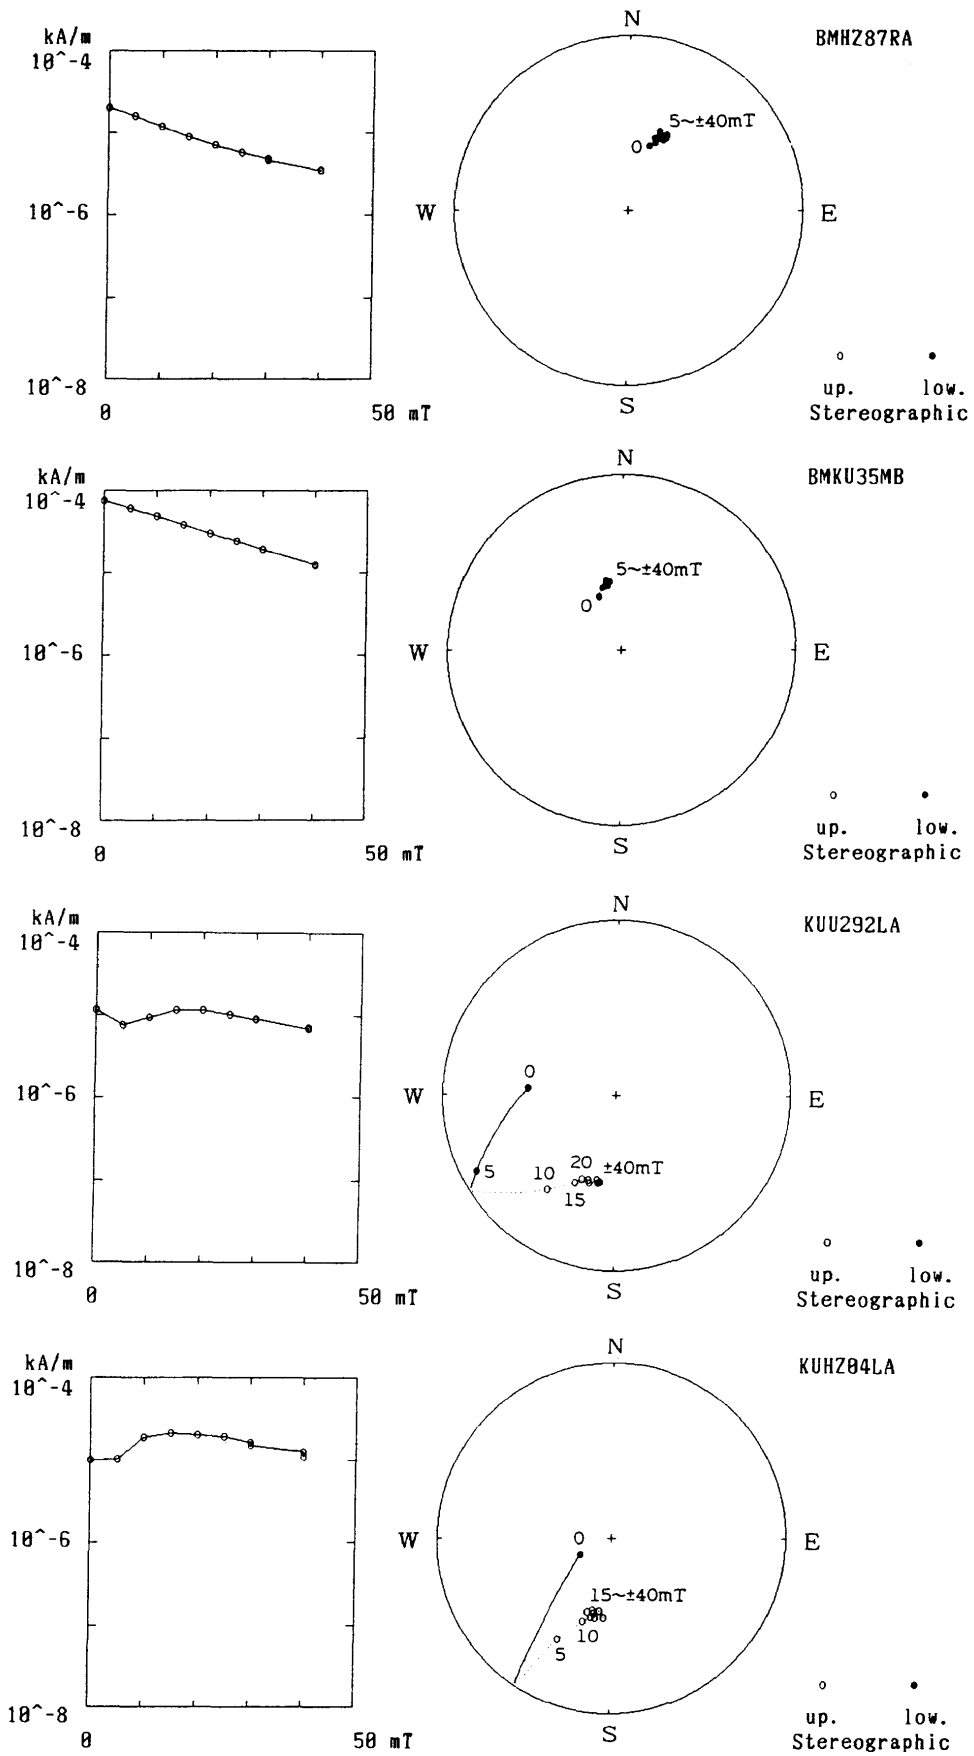 N
kA/m
BMHZ87RA
10^-4
5~±40mT
0
W
E
10^-6
10^-8
up. low.
0 50 mT
S
Stereographic
N
kA/m
BMKU35MB
10^-4
5~±40mT
0
W
E
10^-6
10^-8
up. low.
0 50 mT
S
Stereographic
N
kA/m
KUU292LA
10^-4
0
W
E
10^-6
5
10
20
±40mT
15
10^-8
up. low.
0 50 mT
S
Stereographic
N
kA/m
KUHZ04LA
10^-4
0
W
E
10^-6
15~±40mT
10
5
10^-8
up. low.
0 50 mT
S
Stereographic